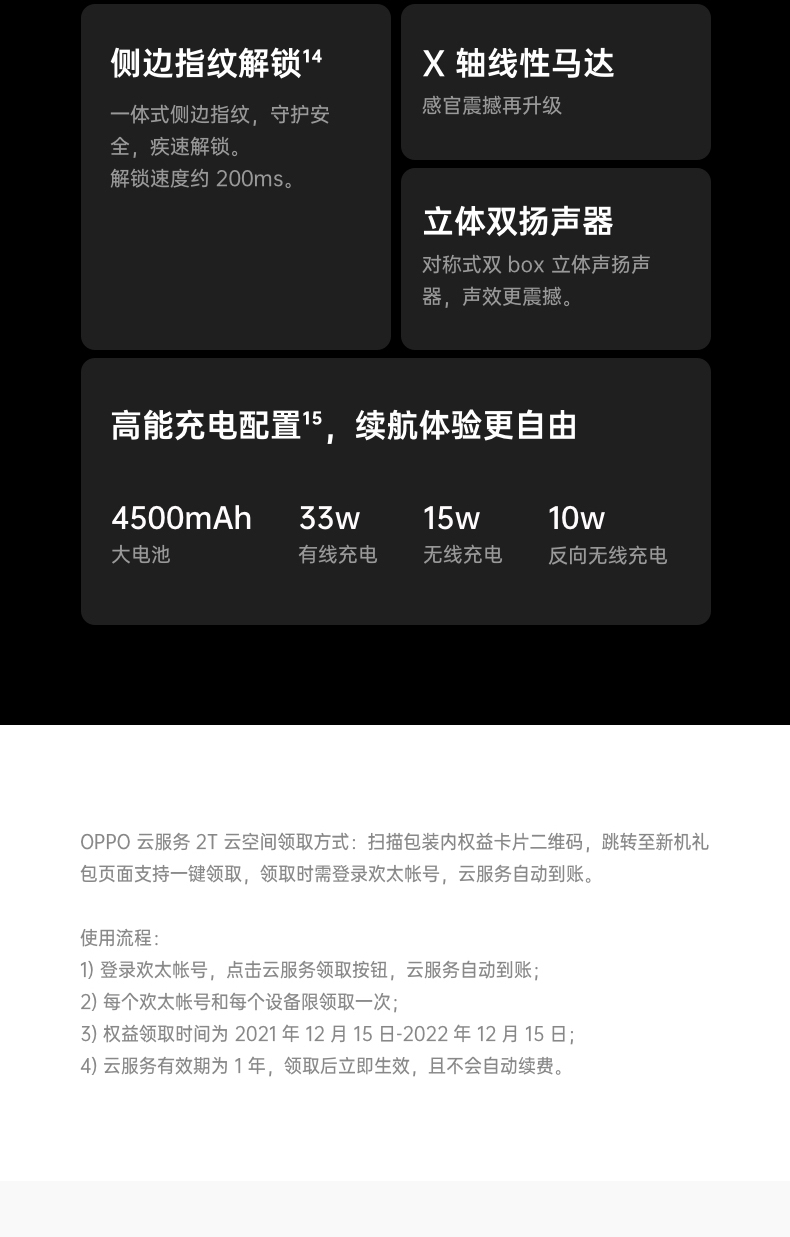 侧边指纹解锁¹⁴
一体式侧边指纹，守护安
全，疾速解锁。
解锁速度约 200ms。
X 轴线性马达
感官震撼再升级
立体双扬声器
对称式双 box 立体声扬声
器，声效更震撼。
高能充电配置¹⁵，续航体验更自由
4500mAh 33w 15w 10w
大电池 有线充电 无线充电 反向无线充电
OPPO 云服务 2T 云空间领取方式：扫描包装内权益卡片二维码，跳转至新机礼
包页面支持一键领取，领取时需登录欢太帐号，云服务自动到账。
使用流程：
1) 登录欢太帐号，点击云服务领取按钮，云服务自动到账；
2) 每个欢太帐号和每个设备限领取一次；
3) 权益领取时间为 2021 年 12 月 15 日-2022 年 12 月 15 日；
4) 云服务有效期为 1 年，领取后立即生效，且不会自动续费。